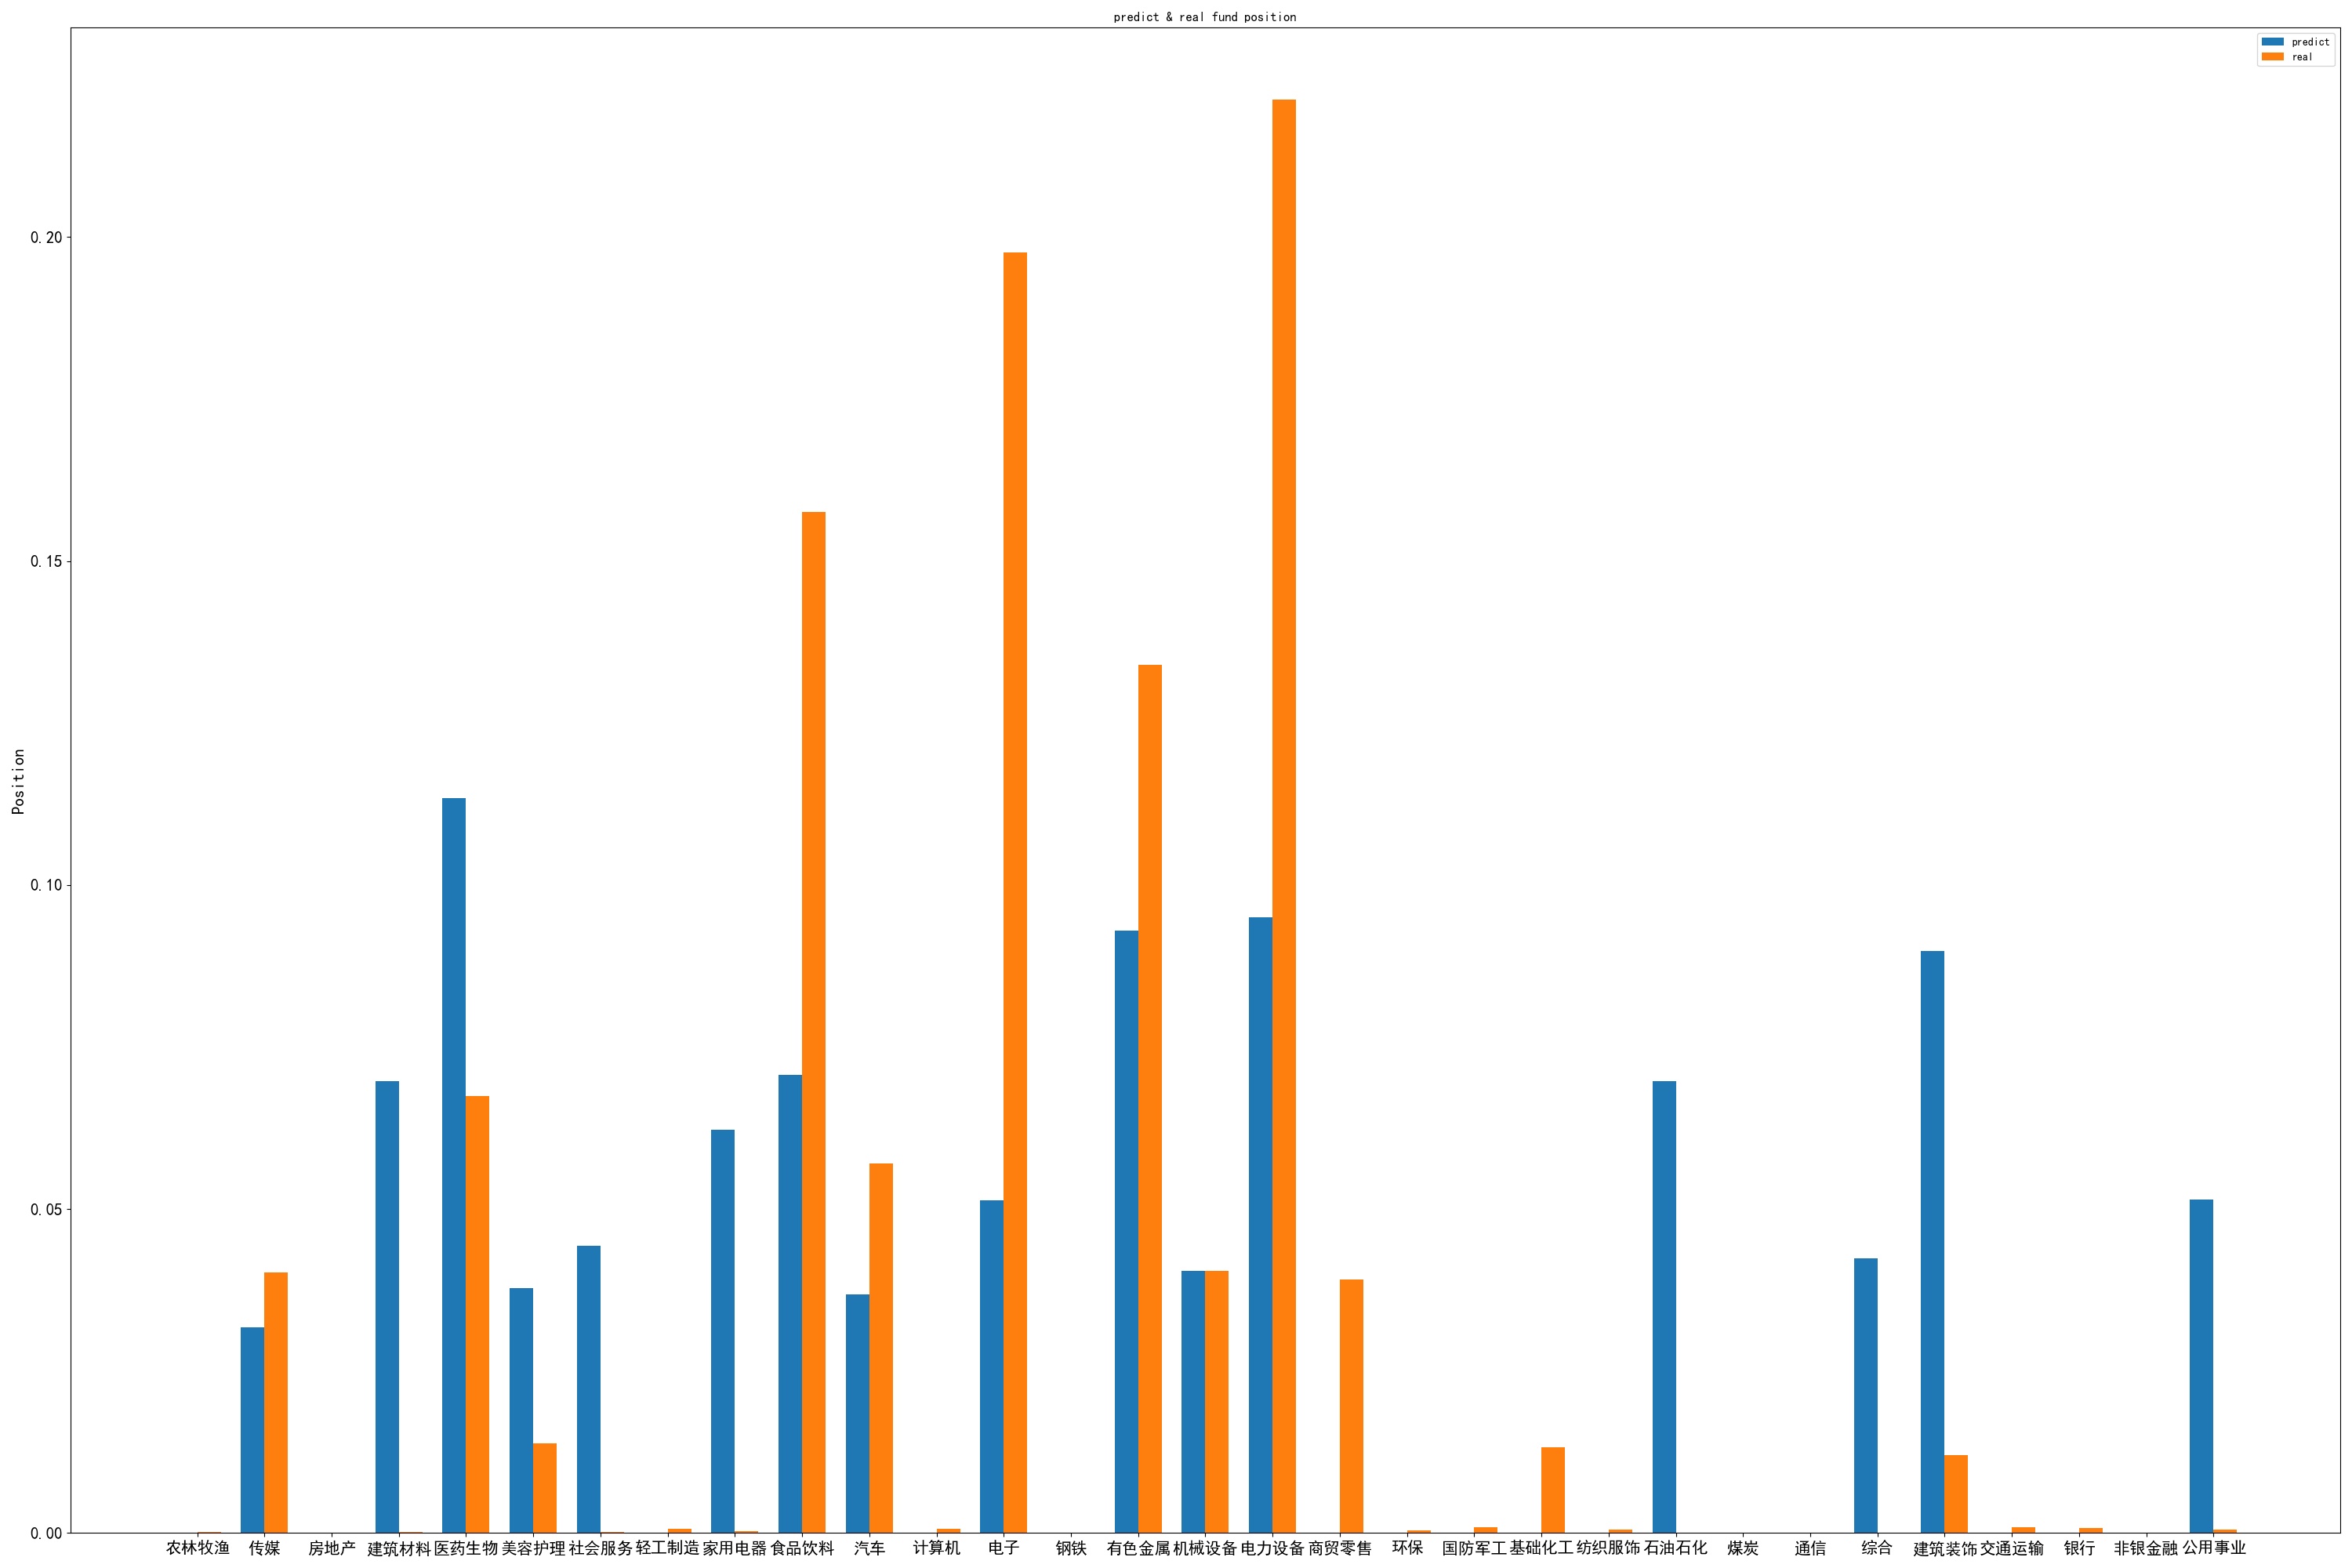 predict & real fund position
predict
real
0.20
0.15
0.10
0.05
0.00
Position
农林牧渔 传媒 房地产 建筑材料 医药生物 美容护理 社会服务 轻工制造 家用电器 食品饮料 汽车 计算机 电子 钢铁 有色金属 机械设备 电力设备 商贸零售 环保 国防军工 基础化工 纺织服饰 石油石化 煤炭 通信 综合 建筑装饰 交通运输 银行 非银金融 公用事业